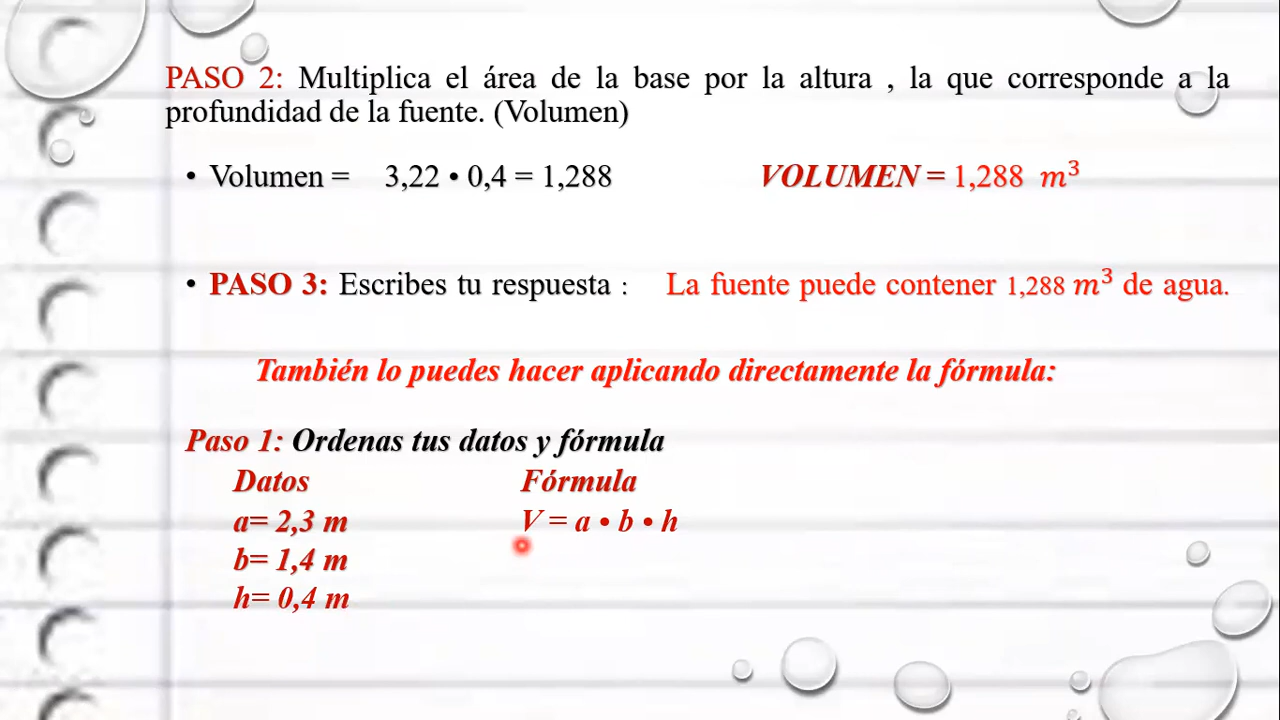 PASO 2: Multiplica el área de la base por la altura , la que corresponde a la
profundidad de la fuente. (Volumen)
• Volumen = 3,22 • 0,4 = 1,288 VOLUMEN = 1,288 m³
• PASO 3: Escribes tu respuesta : La fuente puede contener 1,288 m³ de agua.
También lo puedes hacer aplicando directamente la fórmula:
Paso 1: Ordenas tus datos y fórmula
Datos Fórmula
a= 2,3 m V = a • b • h
b= 1,4 m
h= 0,4 m